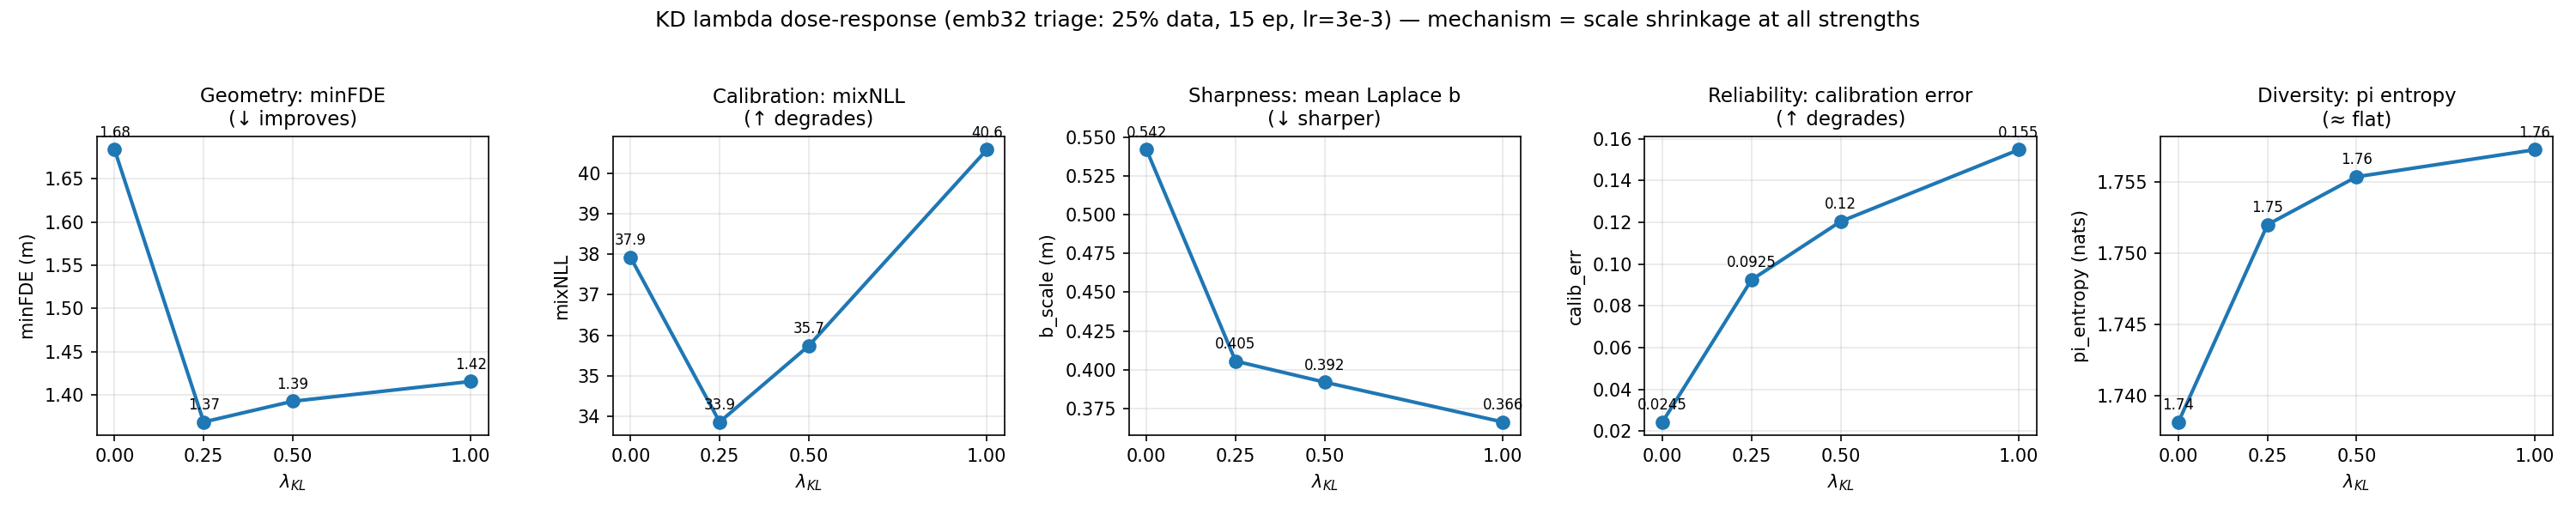 KD lambda dose-response (emb32 triage: 25% data, 15 ep, lr=3e-3) — mechanism = scale shrinkage at all strengths
Geometry: minFDE
(↓ improves)
1.68
1.37
1.39
1.42
1.65
1.60
1.55
1.50
1.45
1.40
minFDE (m)
0.00 0.25 0.50 1.00
λKL
Calibration: mixNLL
(↑ degrades)
37.9
33.9
35.7
40.6
40
39
38
37
36
35
34
mixNLL
0.00 0.25 0.50 1.00
λKL
Sharpness: mean Laplace b
(↓ sharper)
0.542
0.405
0.392
0.366
0.550
0.525
0.500
0.475
0.450
0.425
0.400
0.375
b_scale (m)
0.00 0.25 0.50 1.00
λKL
Reliability: calibration error
(↑ degrades)
0.0245
0.0925
0.12
0.155
0.16
0.14
0.12
0.10
0.08
0.06
0.04
0.02
calib_err
0.00 0.25 0.50 1.00
λKL
Diversity: pi entropy
(≈ flat)
1.74
1.75
1.76
1.76
1.755
1.750
1.745
1.740
pi_entropy (nats)
0.00 0.25 0.50 1.00
λKL